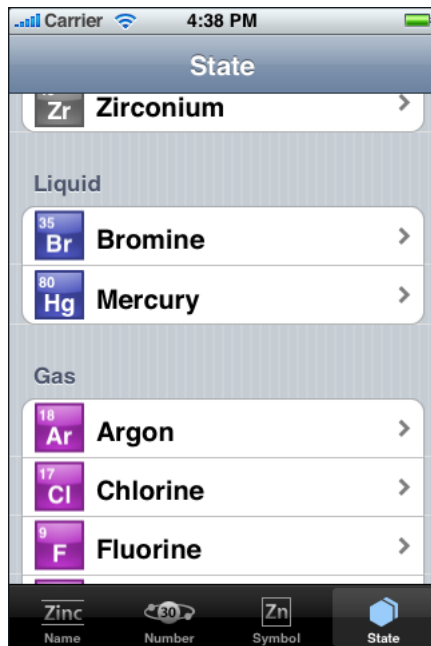 Carrier 4:38 PM
State
Zr Zirconium
Liquid
35
Br Bromine
80
Hg Mercury
Gas
18
Ar Argon
17
Cl Chlorine
9
F Fluorine
Zinc 30 Zn
Name Number Symbol State